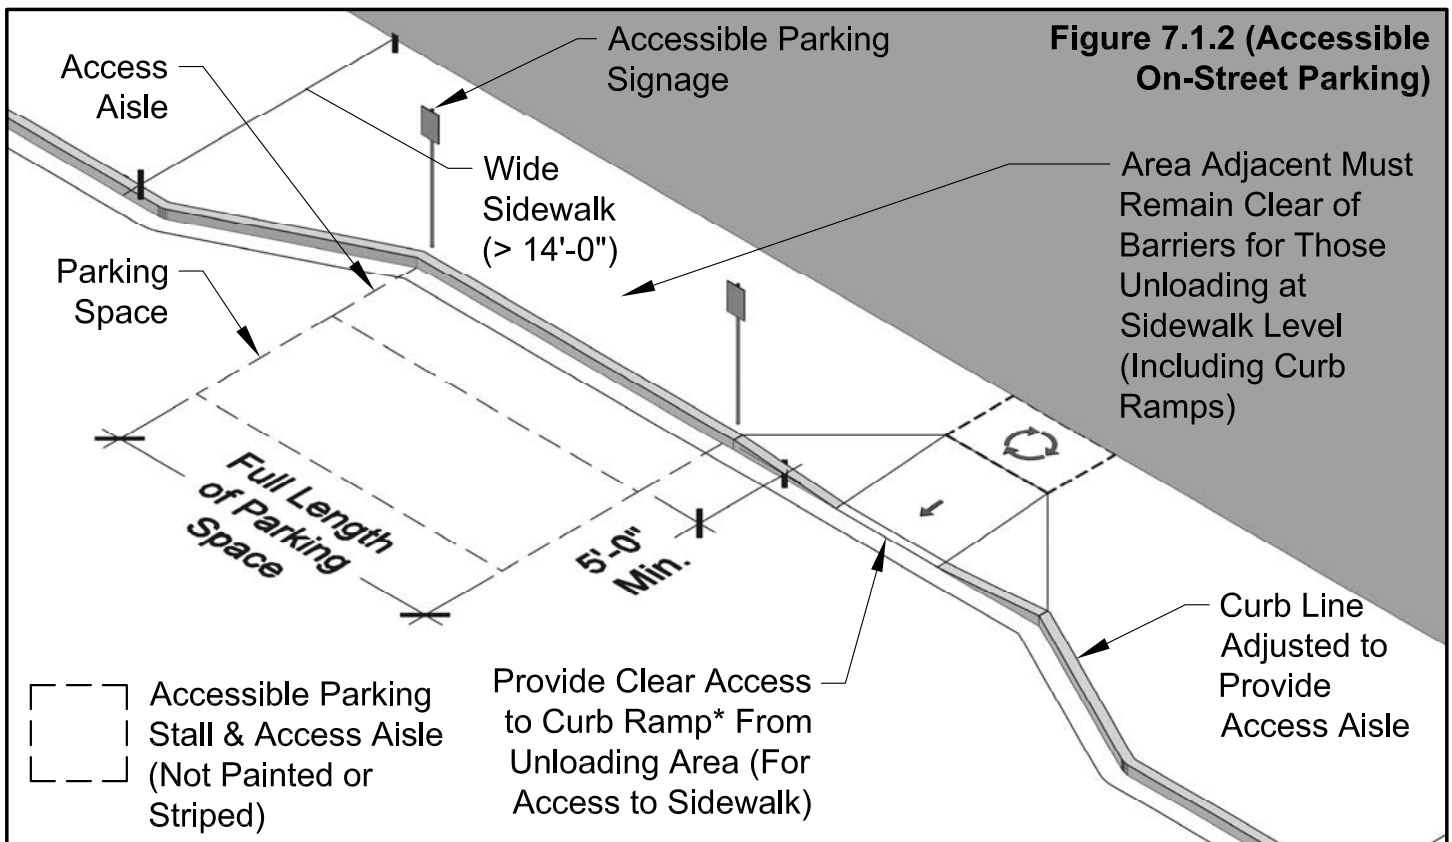 Figure 7.1.2 (Accessible
On-Street Parking)
Accessible Parking
Signage
Access
Aisle
Wide
Sidewalk
(> 14'-0")
Area Adjacent Must
Remain Clear of
Barriers for Those
Unloading at
Sidewalk Level
(Including Curb
Ramps)
Parking
Space
Full Length
of Parking
Space
5'-0"
Min.
Curb Line
Adjusted to
Provide
Access Aisle
Provide Clear Access
to Curb Ramp* From
Unloading Area (For
Access to Sidewalk)
Accessible Parking
Stall & Access Aisle
(Not Painted or
Striped)